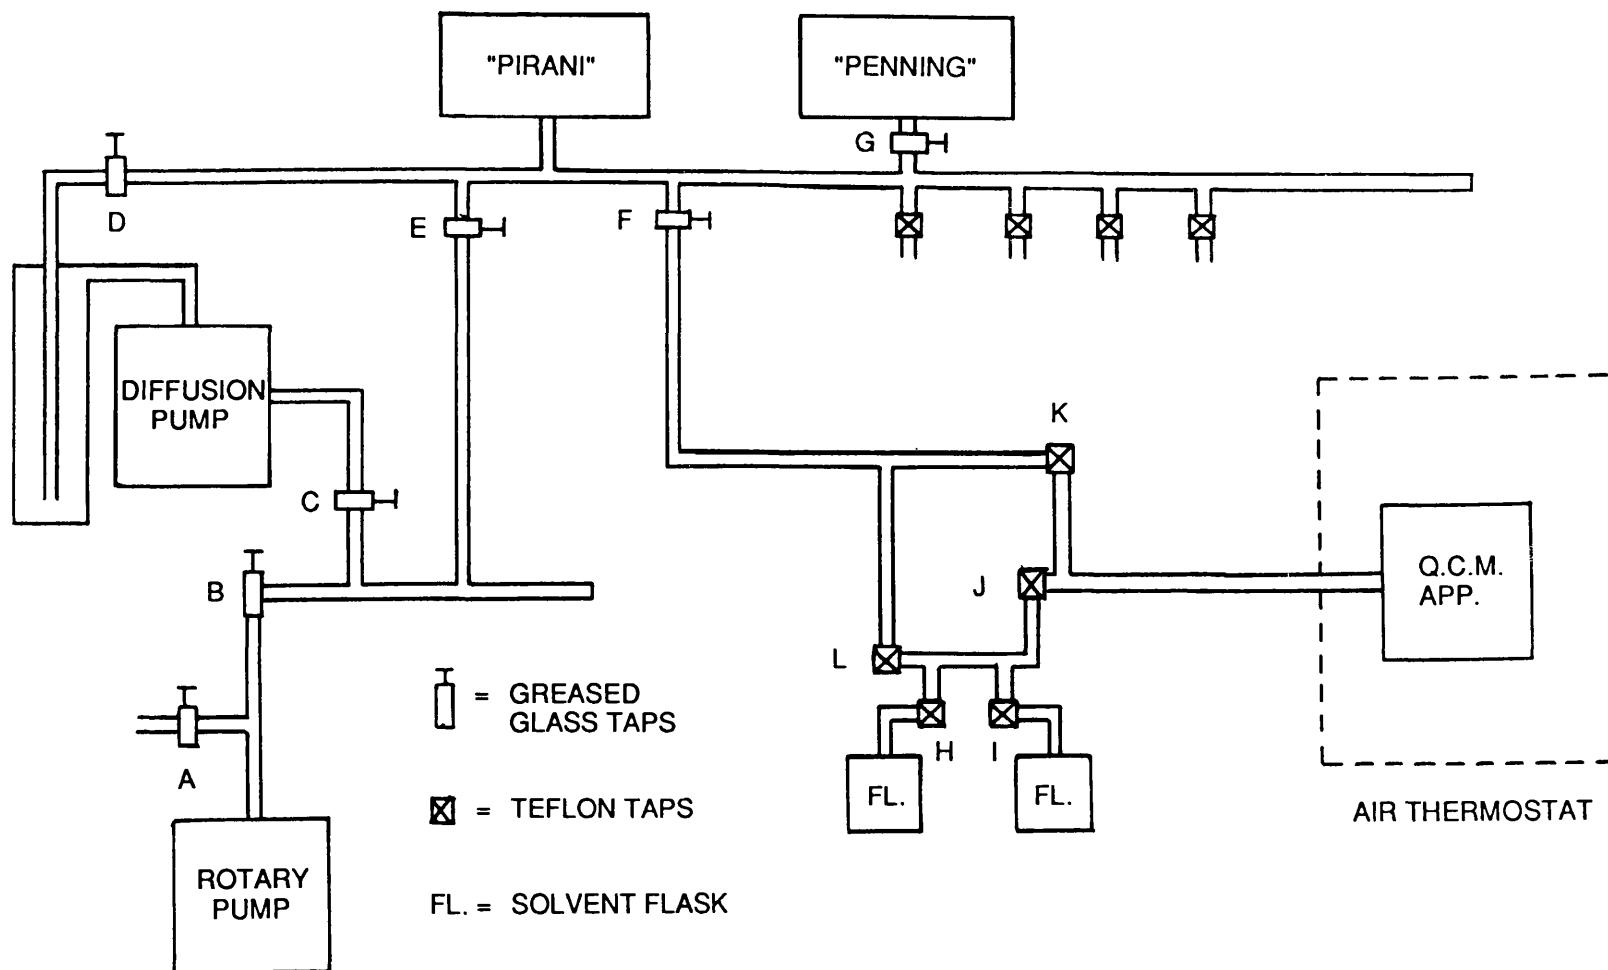 "PIRANI"
"PENNING"
G
D
E
F
DIFFUSION
PUMP
K
C
B
Q.C.M.
APP.
J
L
= GREASED
GLASS TAPS
H
I
A
FL.
FL.
= TEFLON TAPS
AIR THERMOSTAT
ROTARY
PUMP
FL. = SOLVENT FLASK